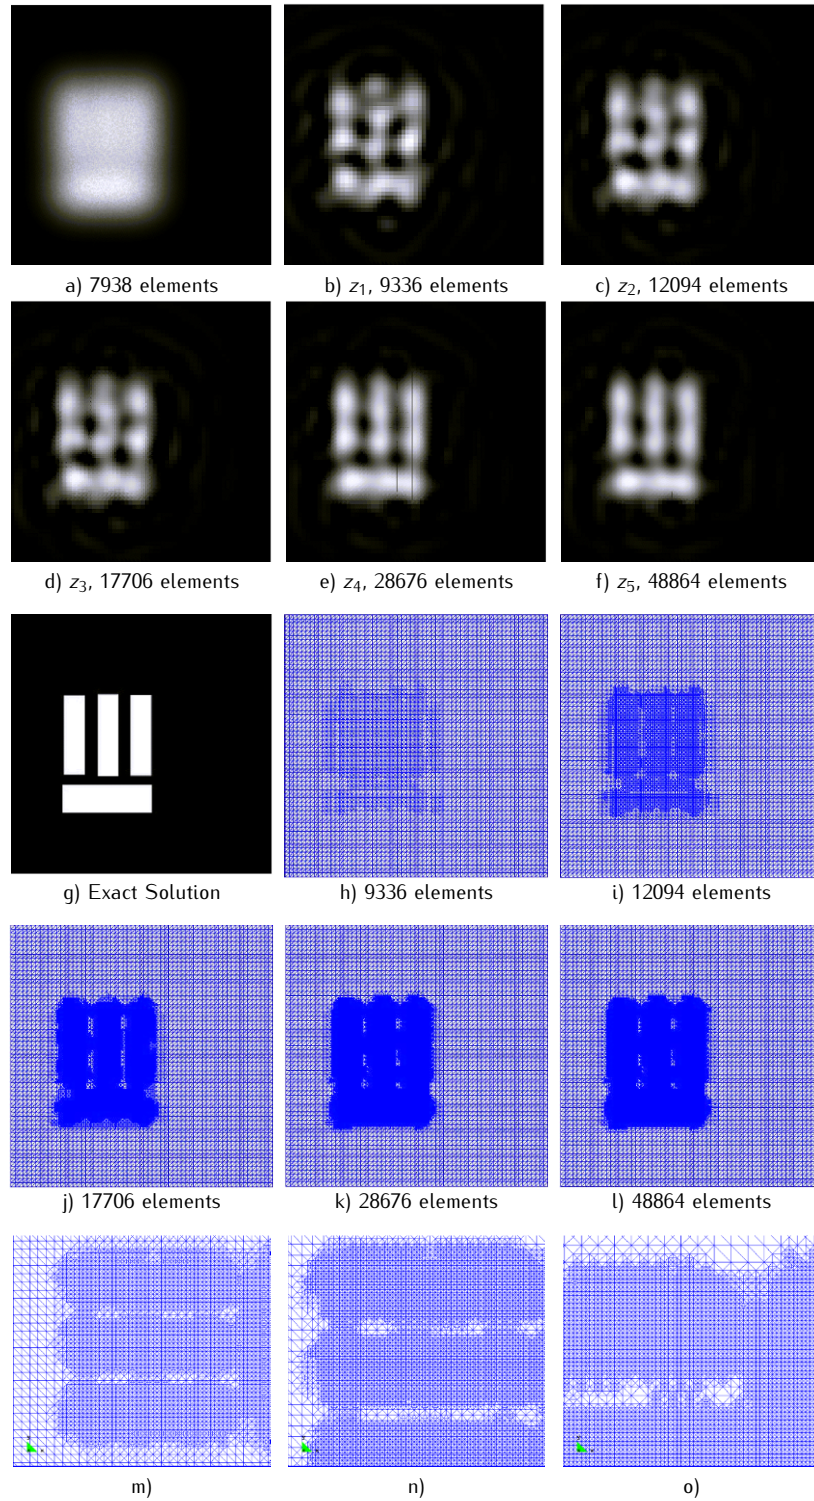 a) 7938 elements
b) z₁, 9336 elements
c) z₂, 12094 elements
d) z₃, 17706 elements
e) z₄, 28676 elements
f) z₅, 48864 elements
g) Exact Solution
h) 9336 elements
i) 12094 elements
j) 17706 elements
k) 28676 elements
l) 48864 elements
m)
n)
o)